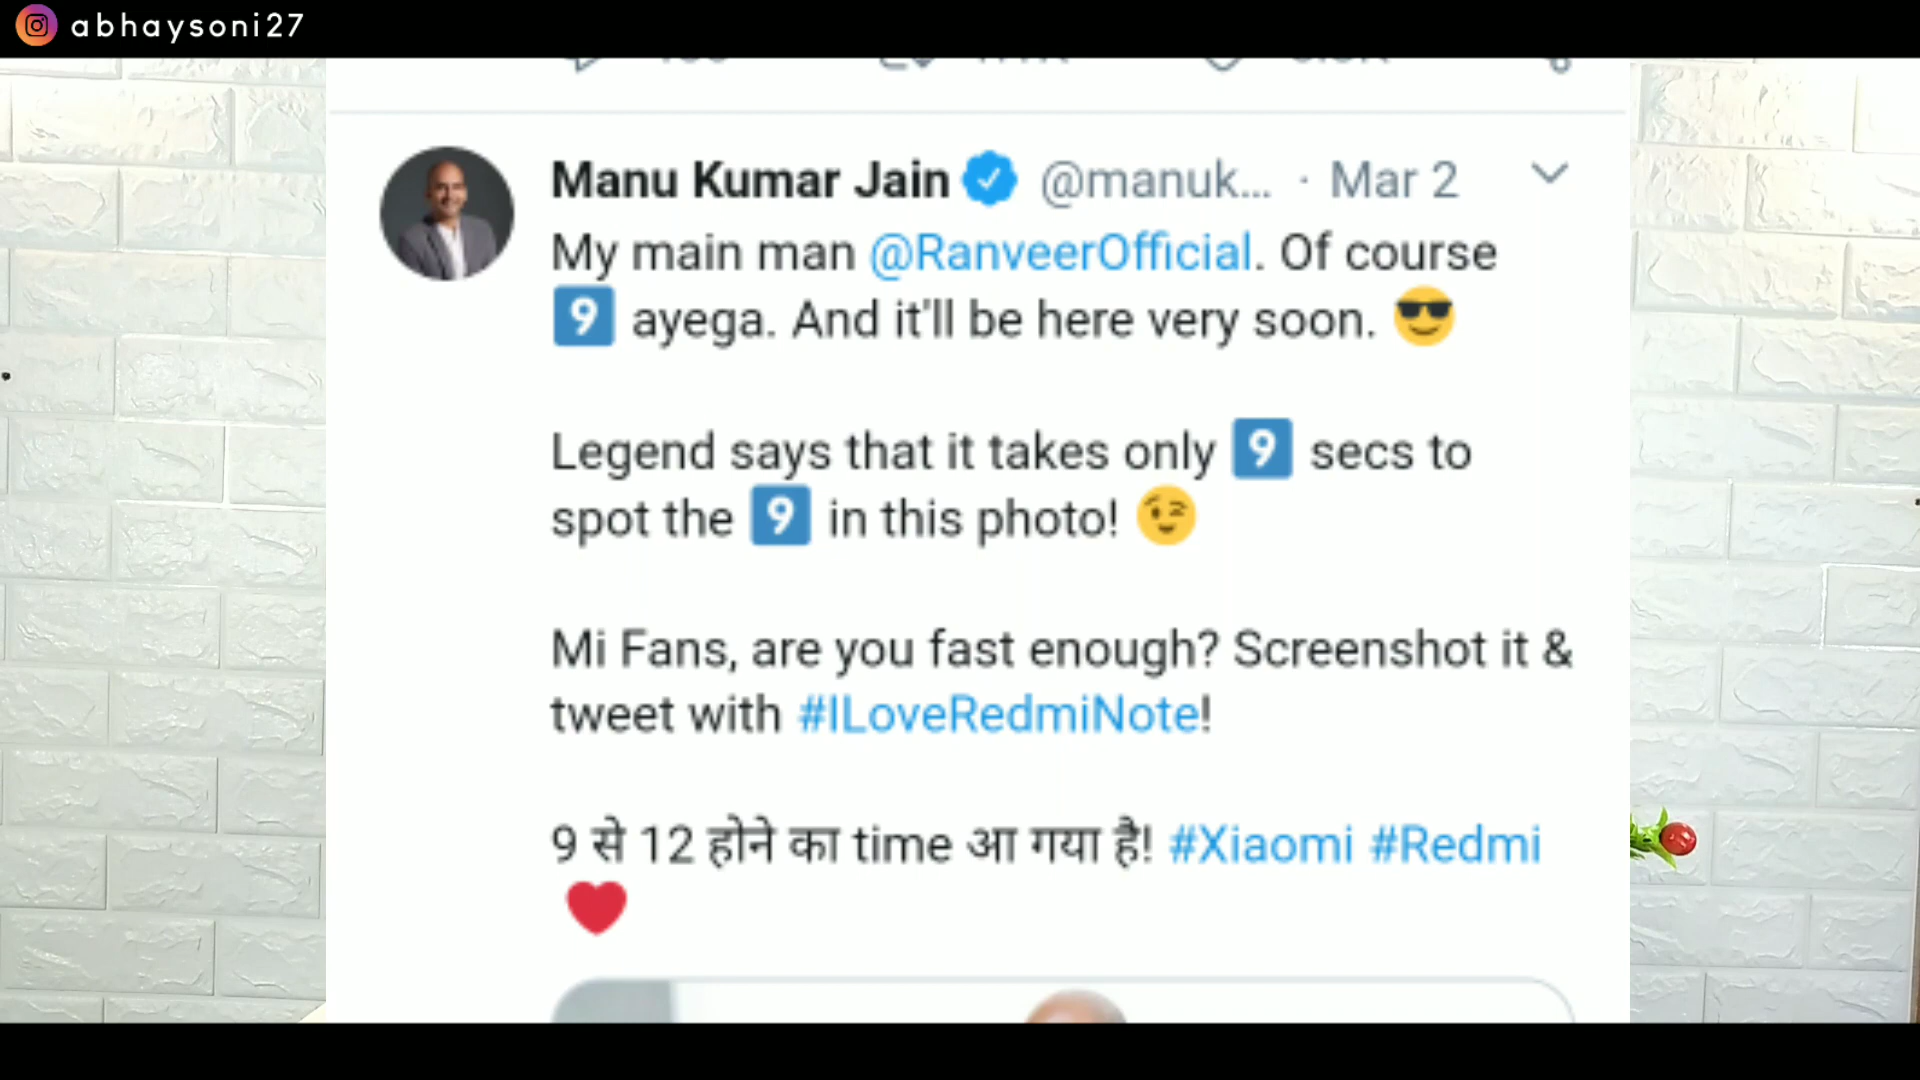 abhaysoni27
Manu Kumar Jain @manuk... · Mar 2
My main man @RanveerOfficial. Of course
9 ayega. And it'll be here very soon. 😎
Legend says that it takes only 9 secs to
spot the 9 in this photo! 😉
Mi Fans, are you fast enough? Screenshot it &
tweet with #ILoveRedmiNote!
9 से 12 होने का time आ गया है! #Xiaomi #Redmi
❤️